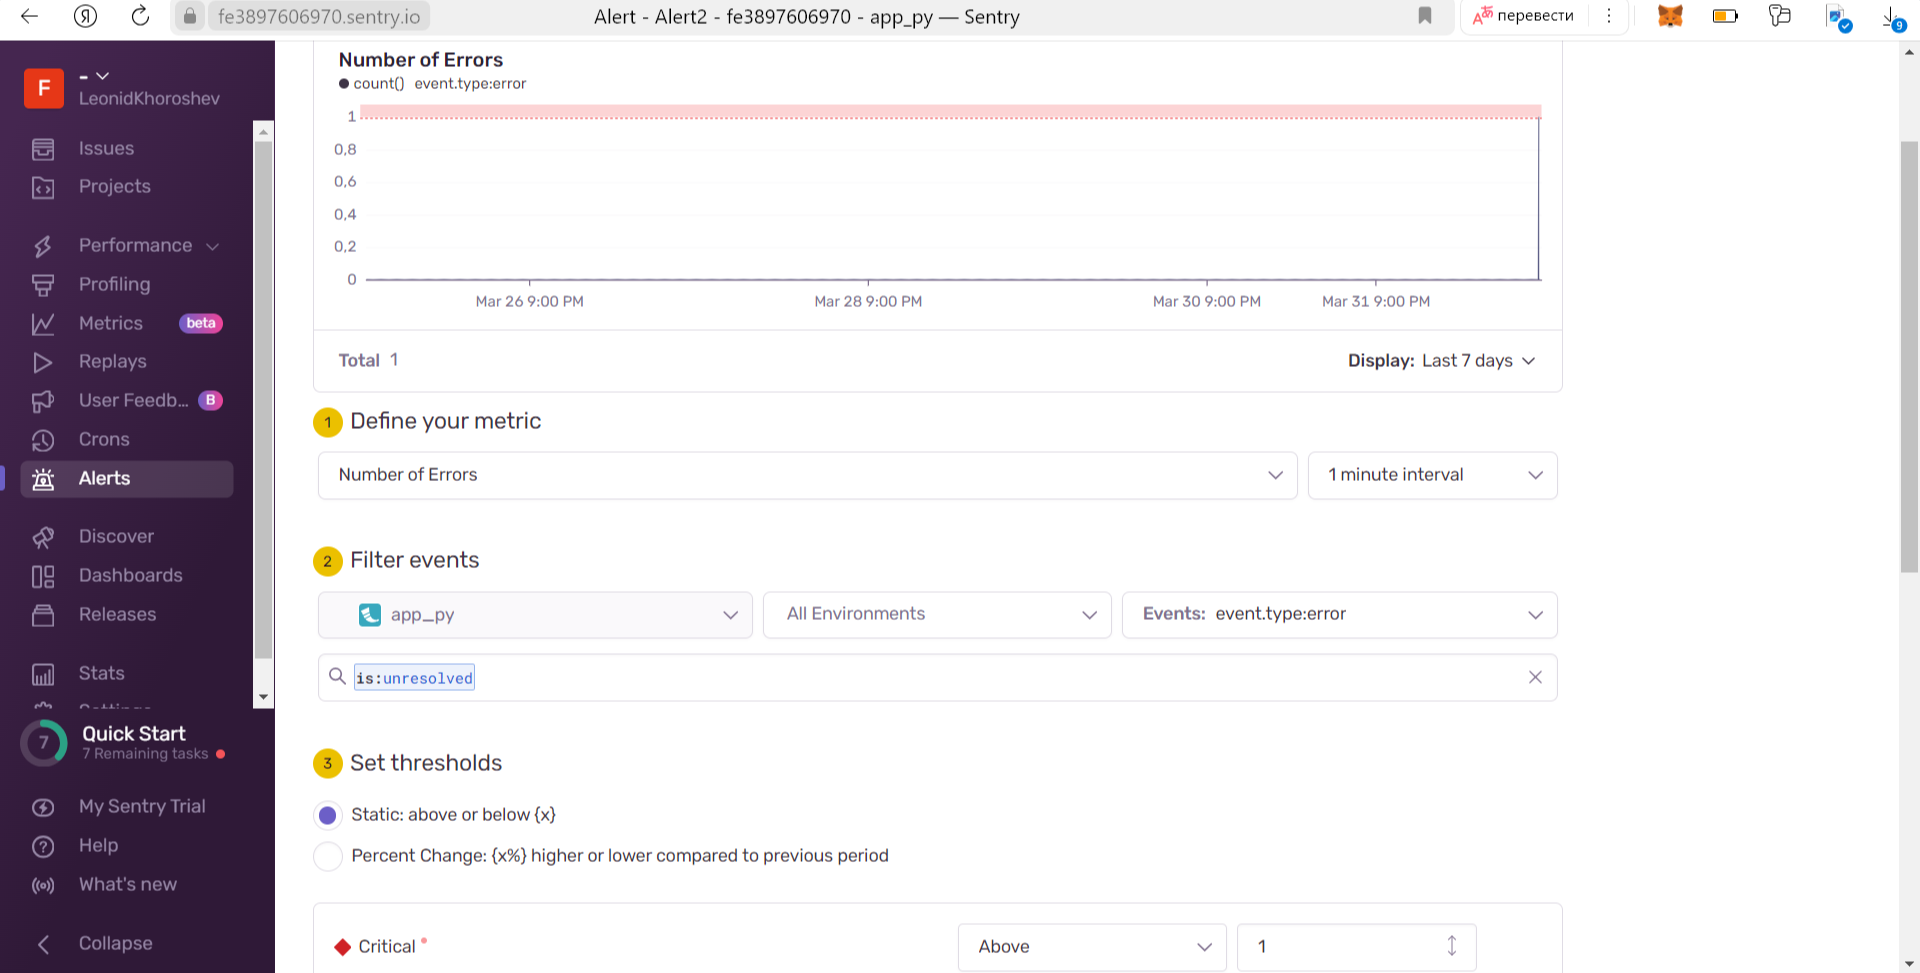 fe3897606970.sentry.io
Alert - Alert2 - fe3897606970 - app_py — Sentry
перевести
9
F
-
LeonidKhoroshev
Issues
Projects
Performance
Profiling
Metrics beta
Replays
User Feedb... B
Crons
Alerts
Discover
Dashboards
Releases
Stats
7
Quick Start
7 Remaining tasks
My Sentry Trial
Help
What's new
Collapse
Number of Errors
count() event.type:error
1
0,8
0,6
0,4
0,2
0
Mar 26 9:00 PM
Mar 28 9:00 PM
Mar 30 9:00 PM
Mar 31 9:00 PM
Total 1
Display: Last 7 days
1 Define your metric
Number of Errors
1 minute interval
2 Filter events
app_py
All Environments
Events: event.type:error
is:unresolved
3 Set thresholds
Static: above or below {x}
Percent Change: {x%} higher or lower compared to previous period
Critical
Above
1